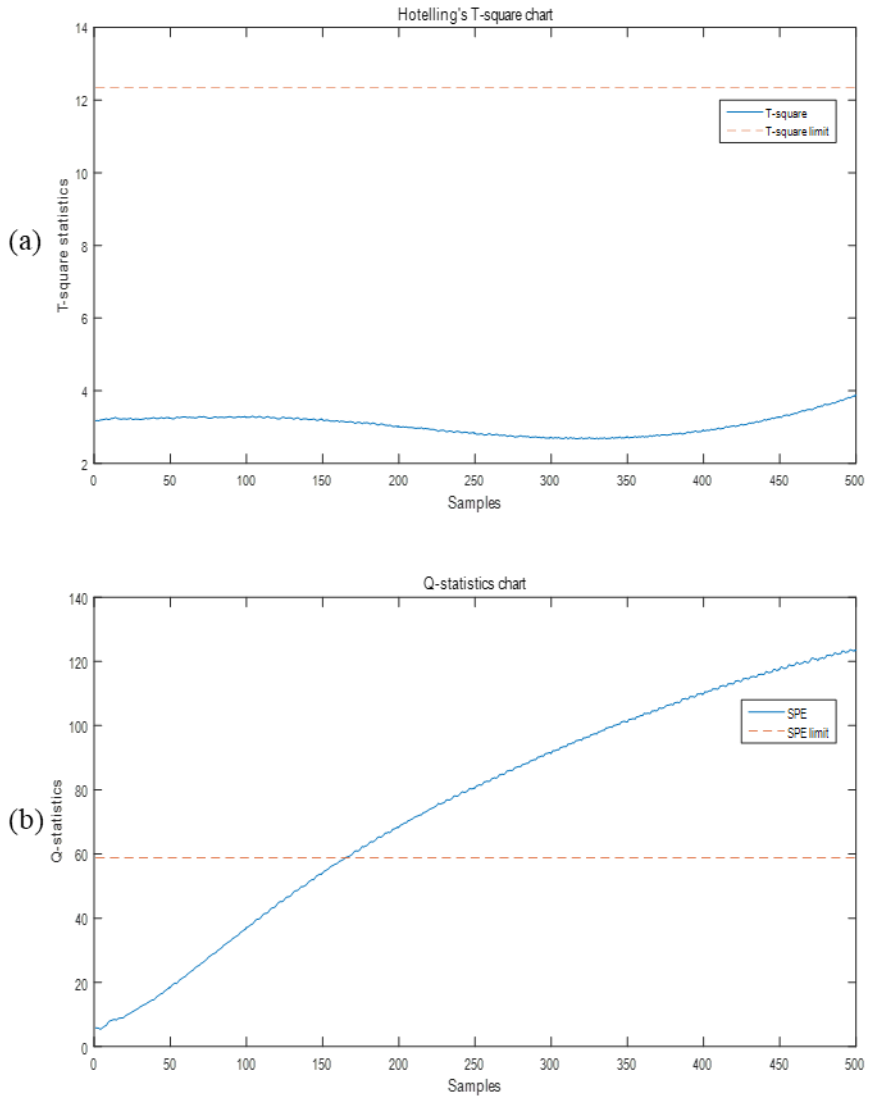 Hotelling's T-square chart
14
12
10
8
6
4
2
T-square statistics
(a)
T-square
T-square limit
0 50 100 150 200 250 300 350 400 450 500
Samples
Q-statistics chart
140
120
100
80
60
40
20
0
Q-statistics
(b)
SPE
SPE limit
0 50 100 150 200 250 300 350 400 450 500
Samples